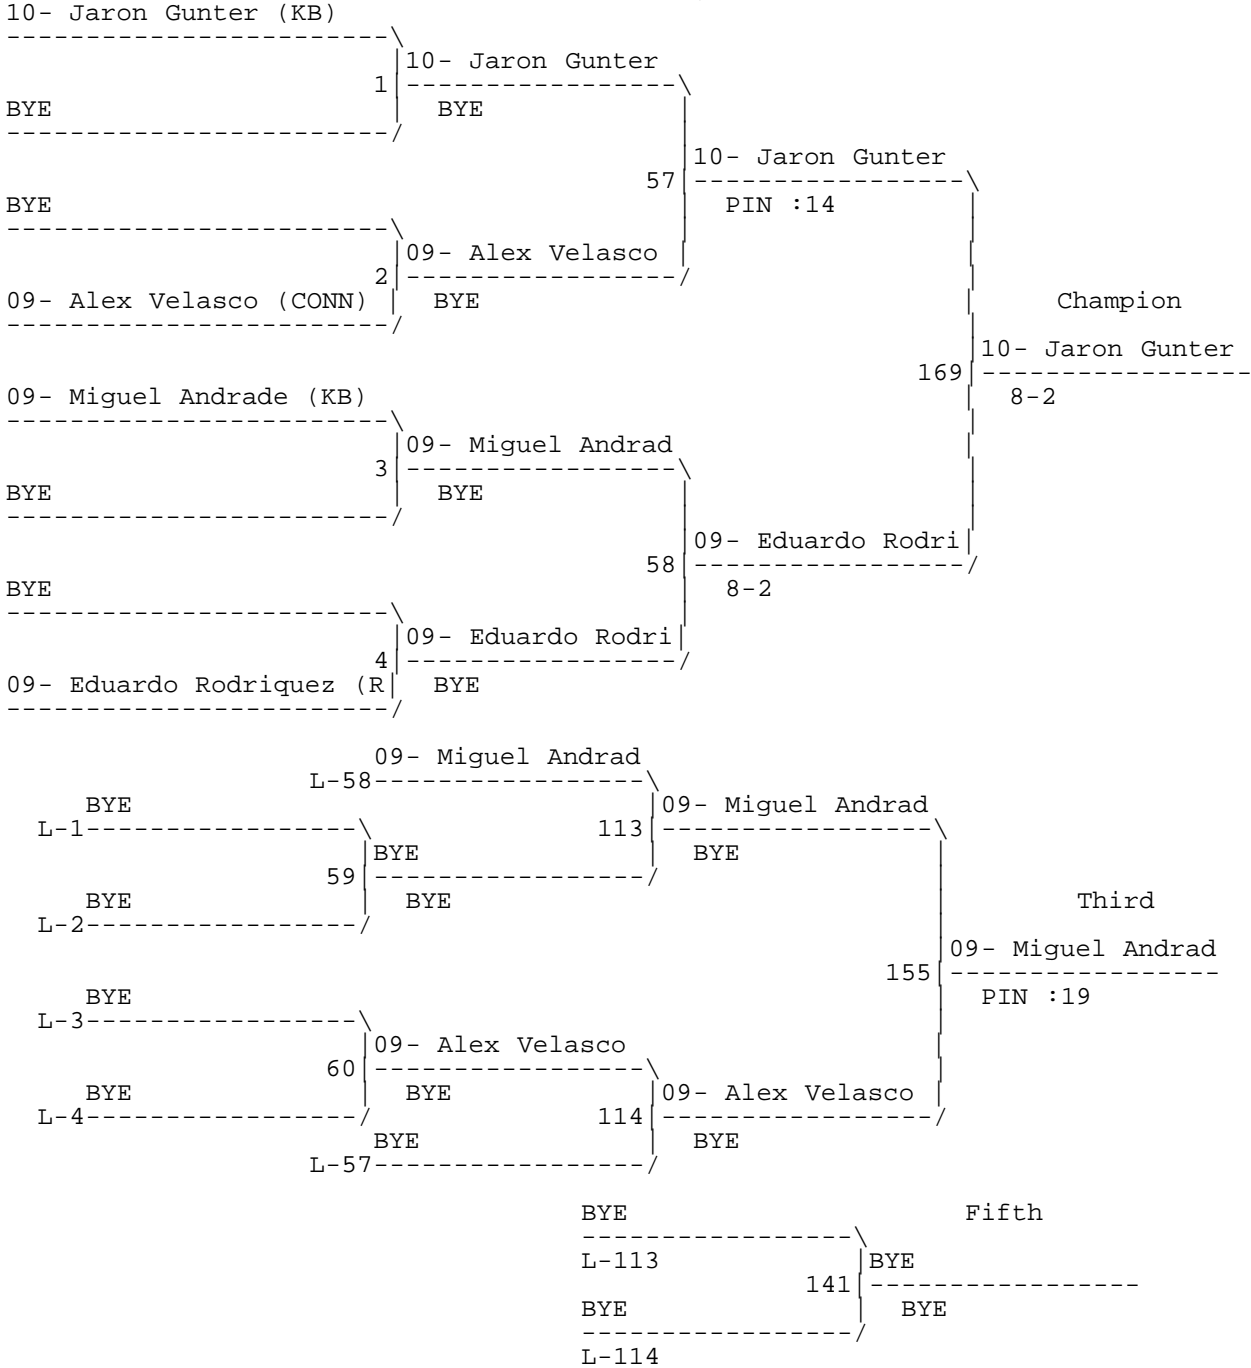 10- Jaron Gunter (KB)
10- Jaron Gunter
1
BYE BYE
10- Jaron Gunter
57
BYE PIN :14
09- Alex Velasco
2
09- Alex Velasco (CONN) BYE Champion
10- Jaron Gunter
169
09- Miguel Andrade (KB) 8-2
09- Miguel Andrad
3
BYE BYE
09- Eduardo Rodri
58
BYE 8-2
09- Eduardo Rodri
4
09- Eduardo Rodriquez (R BYE
09- Miguel Andrad
L-58
BYE 09- Miguel Andrad
L-1 113
BYE BYE
59
BYE BYE Third
L-2
09- Miguel Andrad
155
BYE PIN :19
L-3
09- Alex Velasco
60
BYE BYE 09- Alex Velasco
L-4 114
BYE BYE
L-57
BYE Fifth
L-113 BYE
141
BYE BYE
L-114